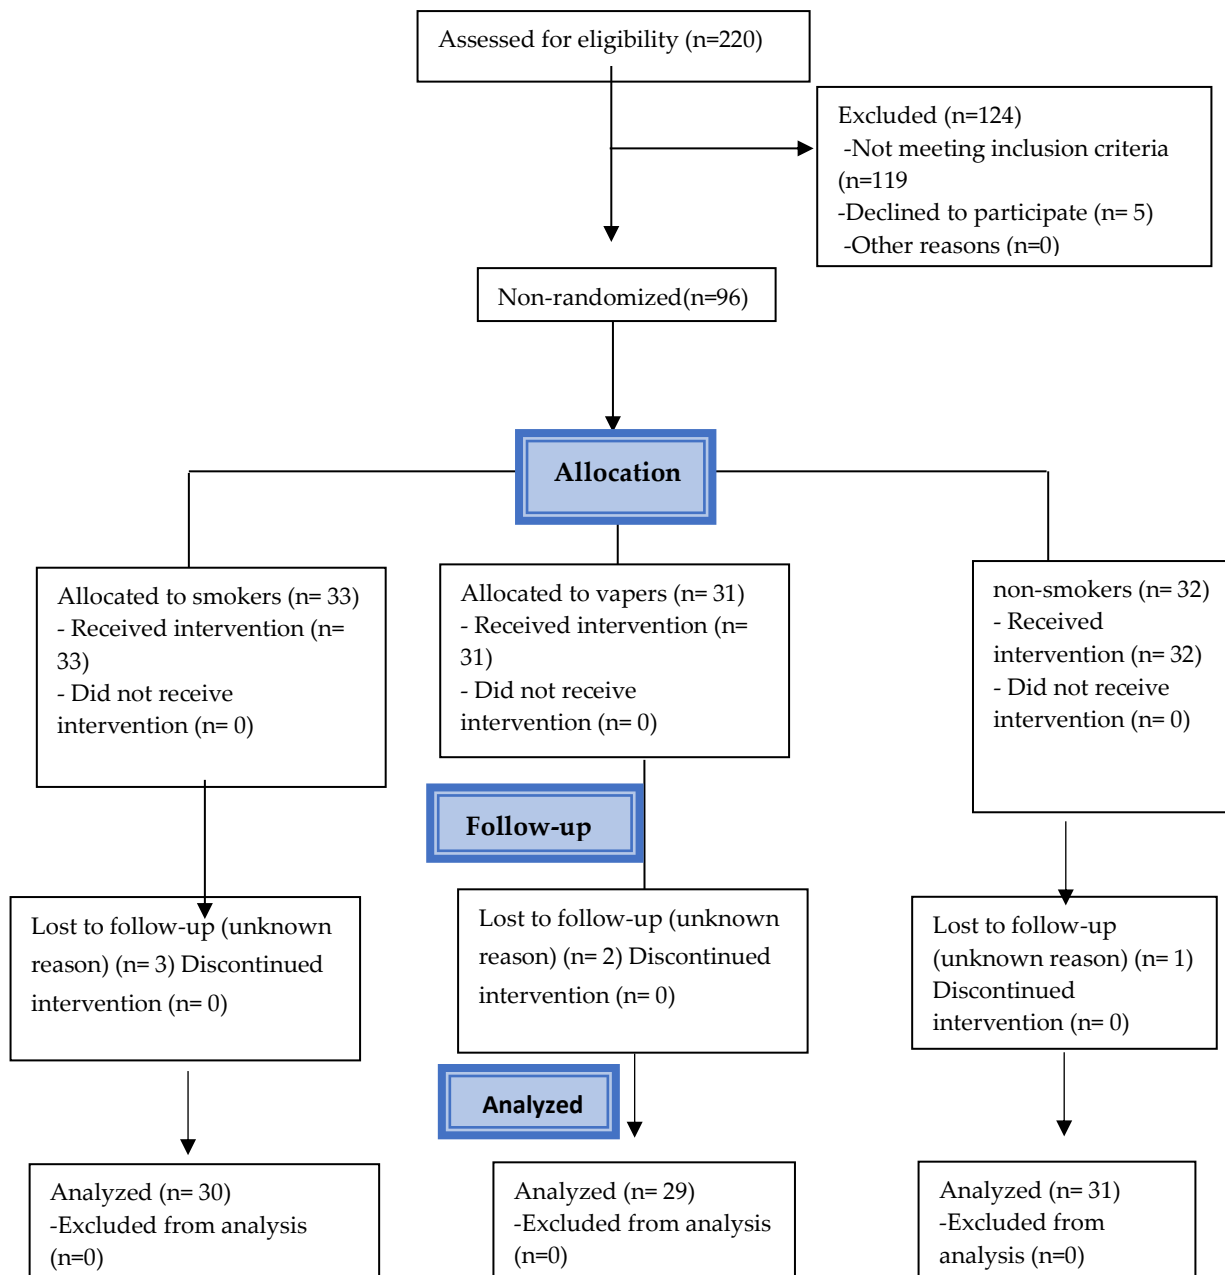 Assessed for eligibility (n=220)
Excluded (n=124)
-Not meeting inclusion criteria
(n=119
-Declined to participate (n= 5)
-Other reasons (n=0)
Non-randomized(n=96)
Allocation
Allocated to smokers (n= 33)
- Received intervention (n=
33)
- Did not receive
intervention (n= 0)
Allocated to vapers (n= 31)
- Received intervention (n=
31)
- Did not receive
intervention (n= 0)
non-smokers (n= 32)
- Received
intervention (n= 32)
- Did not receive
intervention (n= 0)
Follow-up
Lost to follow-up (unknown
reason) (n= 3) Discontinued
intervention (n= 0)
Lost to follow-up (unknown
reason) (n= 2) Discontinued
intervention (n= 0)
Lost to follow-up
(unknown reason) (n= 1)
Discontinued
intervention (n= 0)
Analyzed
Analyzed (n= 30)
-Excluded from analysis
(n=0)
Analyzed (n= 29)
-Excluded from analysis
(n=0)
Analyzed (n= 31)
-Excluded from
analysis (n=0)